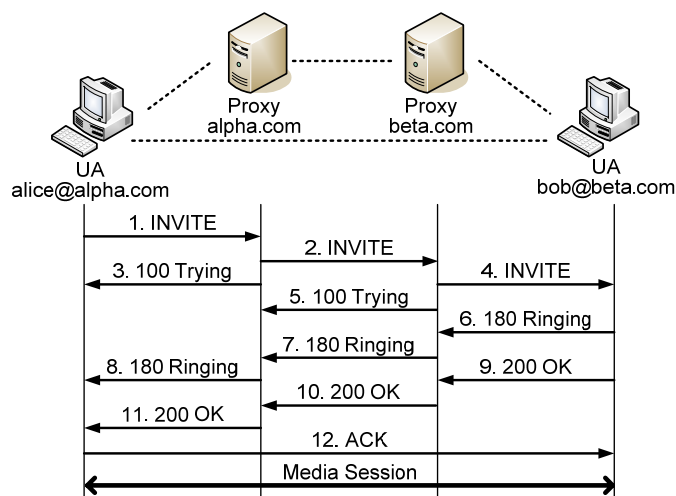 Proxy
alpha.com
Proxy
beta.com
UA
alice@alpha.com
UA
bob@beta.com
1. INVITE
2. INVITE
3. 100 Trying
4. INVITE
5. 100 Trying
6. 180 Ringing
7. 180 Ringing
8. 180 Ringing
9. 200 OK
10. 200 OK
11. 200 OK
12. ACK
Media Session